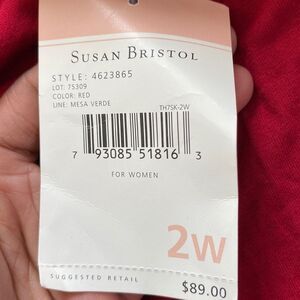 SUSAN BRISTOL
STYLE: 4623865
LOT: 75309
COLOR: RED
LINE: MESA VERDE
TH7SK-2W
7 93085 51816 3
FOR WOMEN
2W
SUGGESTED RETAIL
$89.00